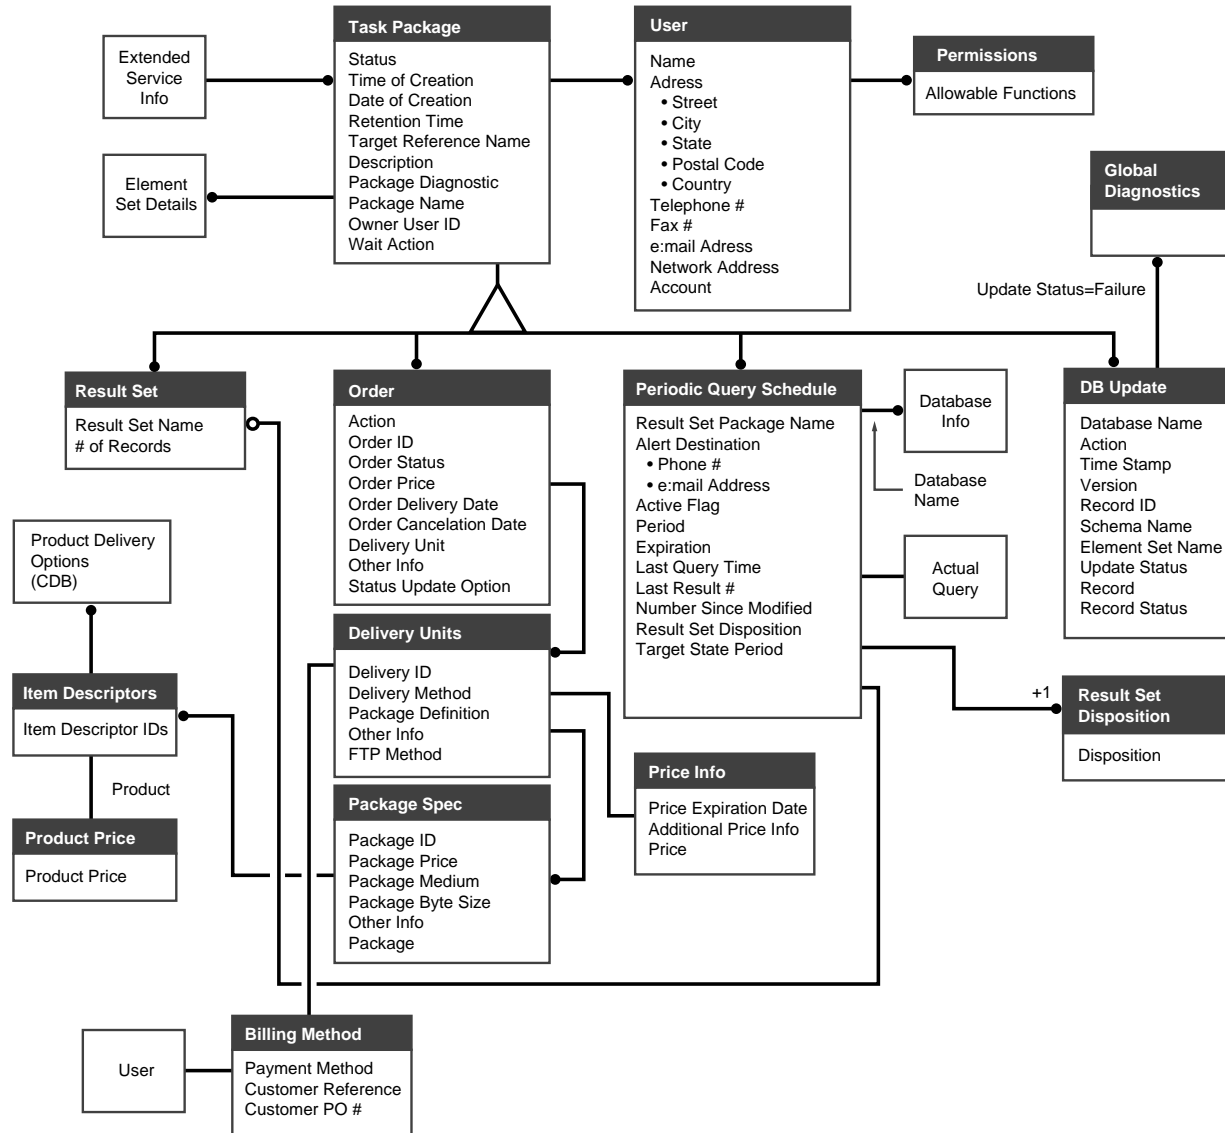 Extended
Service
Info
Element
Set Details
Task Package
Status
Time of Creation
Date of Creation
Retention Time
Target Reference Name
Description
Package Diagnostic
Package Name
Owner User ID
Wait Action
User
Name
Adress
• Street
• City
• State
• Postal Code
• Country
Telephone #
Fax #
e:mail Adress
Network Address
Account
Permissions
Allowable Functions
Global
Diagnostics
Update Status=Failure
Result Set
Result Set Name
# of Records
Order
Action
Order ID
Order Status
Order Price
Order Delivery Date
Order Cancelation Date
Delivery Unit
Other Info
Status Update Option
Periodic Query Schedule
Result Set Package Name
Alert Destination
• Phone #
• e:mail Address
Active Flag
Period
Expiration
Last Query Time
Last Result #
Number Since Modified
Result Set Disposition
Target State Period
Database
Info
Database
Name
Actual
Query
DB Update
Database Name
Action
Time Stamp
Version
Record ID
Schema Name
Element Set Name
Update Status
Record
Record Status
Product Delivery
Options
(CDB)
Item Descriptors
Item Descriptor IDs
Product
Product Price
Product Price
Delivery Units
Delivery ID
Delivery Method
Package Definition
Other Info
FTP Method
Package Spec
Package ID
Package Price
Package Medium
Package Byte Size
Other Info
Package
Price Info
Price Expiration Date
Additional Price Info
Price
+1
Result Set
Disposition
Disposition
User
Billing Method
Payment Method
Customer Reference
Customer PO #